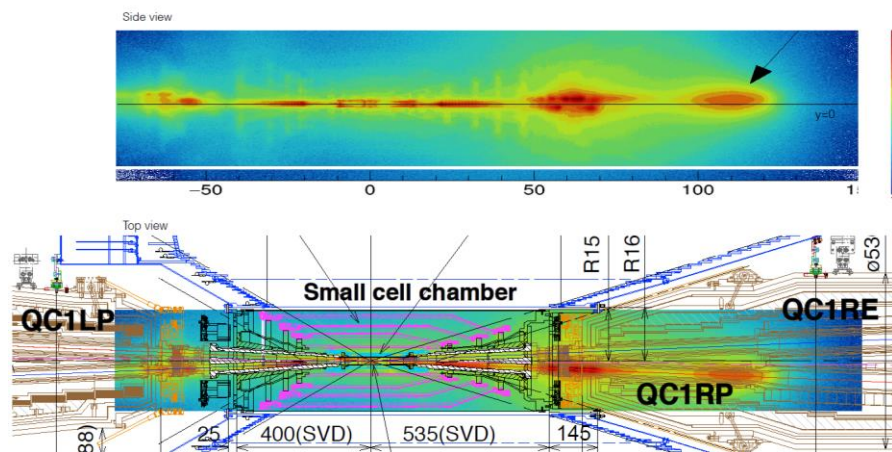 Side view
y=0
−50 0 50 100
Top view
R15
R16
ø53
Small cell chamber
QC1LP
QC1RE
QC1RP
88)
25 400(SVD) 535(SVD) 145